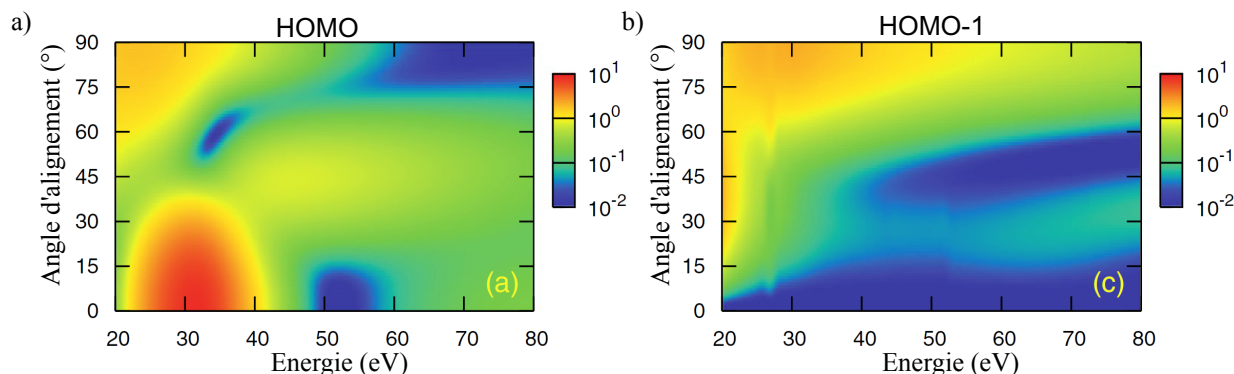 a)
HOMO
Angle d'alignement (°)
90
75
60
45
30
15
0
20 30 40 50 60 70 80
Energie (eV)
(a)
10^1
10^0
10^-1
10^-2
b)
HOMO-1
Angle d'alignement (°)
90
75
60
45
30
15
0
20 30 40 50 60 70 80
Energie (eV)
(c)
10^1
10^0
10^-1
10^-2